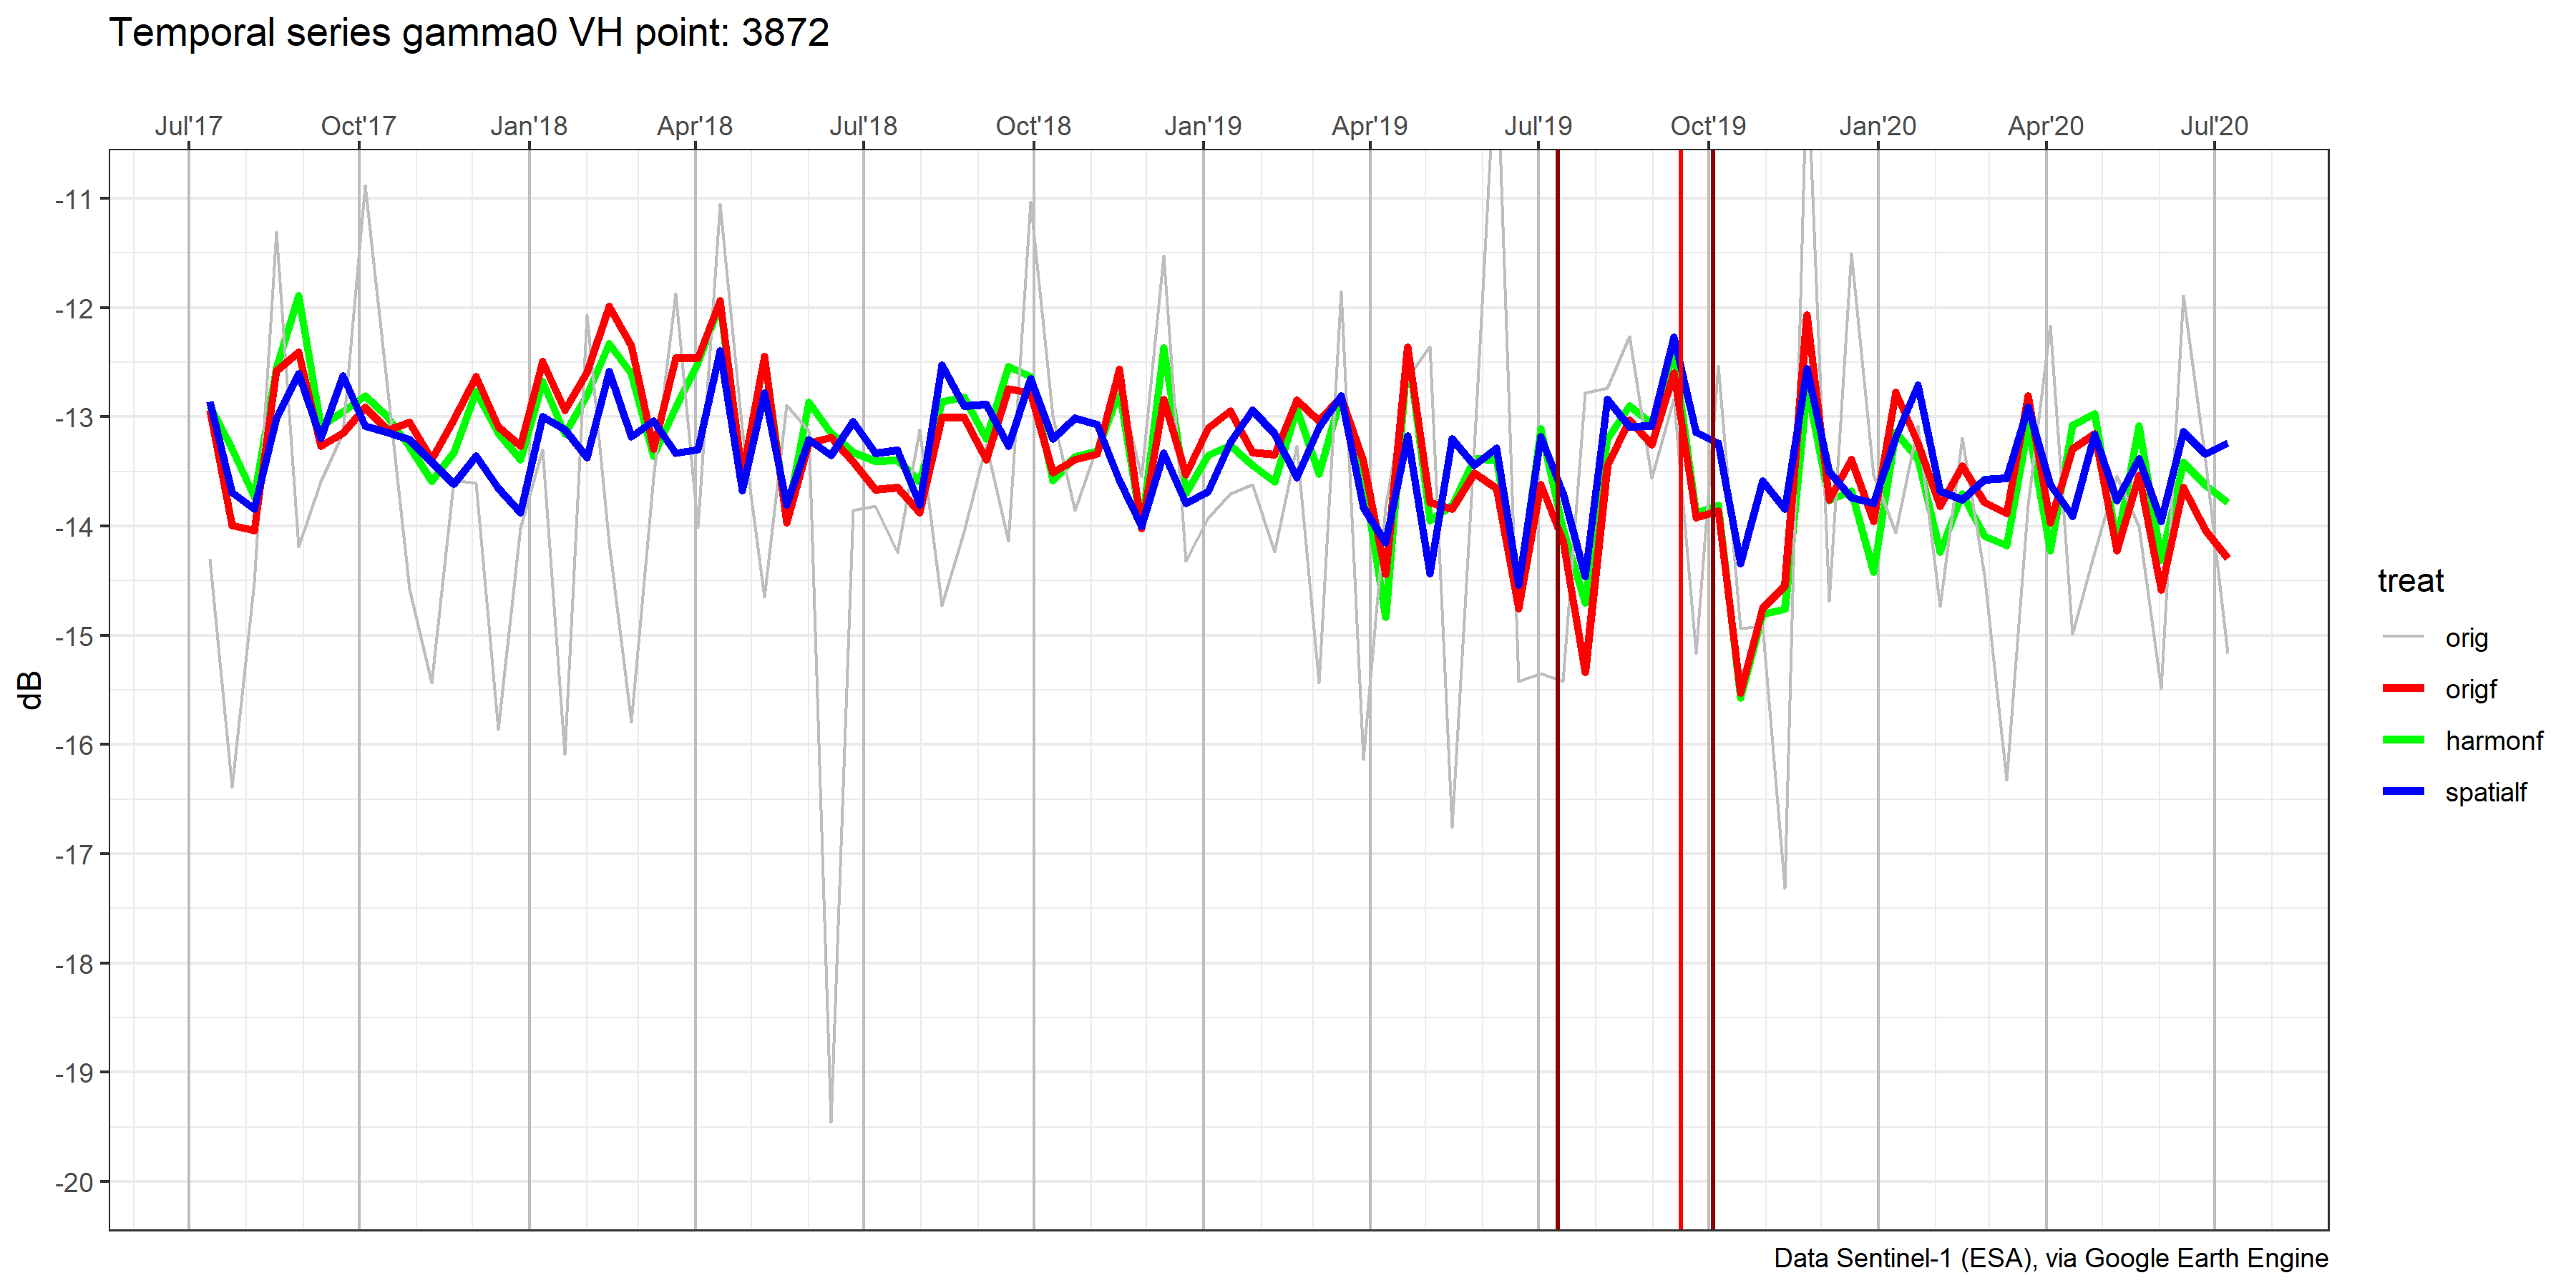 Temporal series gamma0 VH point: 3872
Jul'17 Oct'17 Jan'18 Apr'18 Jul'18 Oct'18 Jan'19 Apr'19 Jul'19 Oct'19 Jan'20 Apr'20 Jul'20
-11
-12
-13
-14
-15
-16
-17
-18
-19
-20
dB
treat
orig
origf
harmonf
spatialf
Data Sentinel-1 (ESA), via Google Earth Engine